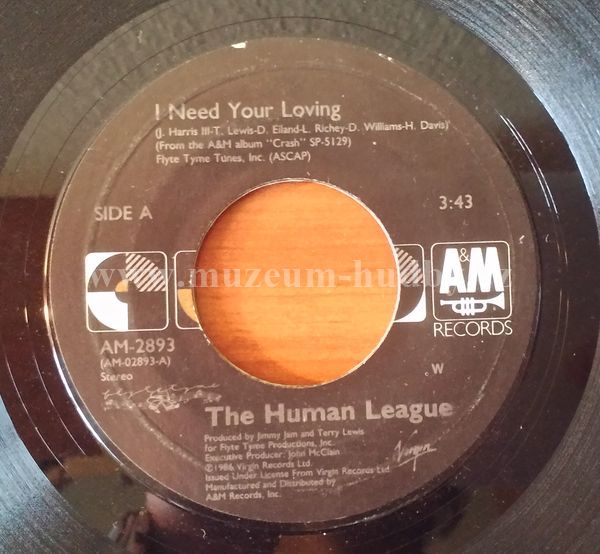 I Need Your Loving
(J. Harris III-T. Lewis-D. Eiland-L. Richey-D. Williams-H. Davis)
(From the A&M album "Crash" SP-5129)
Flyte Tyme Tunes, Inc. (ASCAP)
SIDE A
3:43
A&M
RECORDS
www.muzeum-hudby.cz
AM-2893
(AM-02893-A)
Stereo
W
The Human League
Produced by Jimmy Jam and Terry Lewis
for Flyte Tyme Productions, Inc.
Executive Producer: John McClain
©1986 Virgin Records Ltd.
Issued Under License From Virgin Records Ltd.
Manufactured and Distributed by
A&M Records, Inc.
Virgin